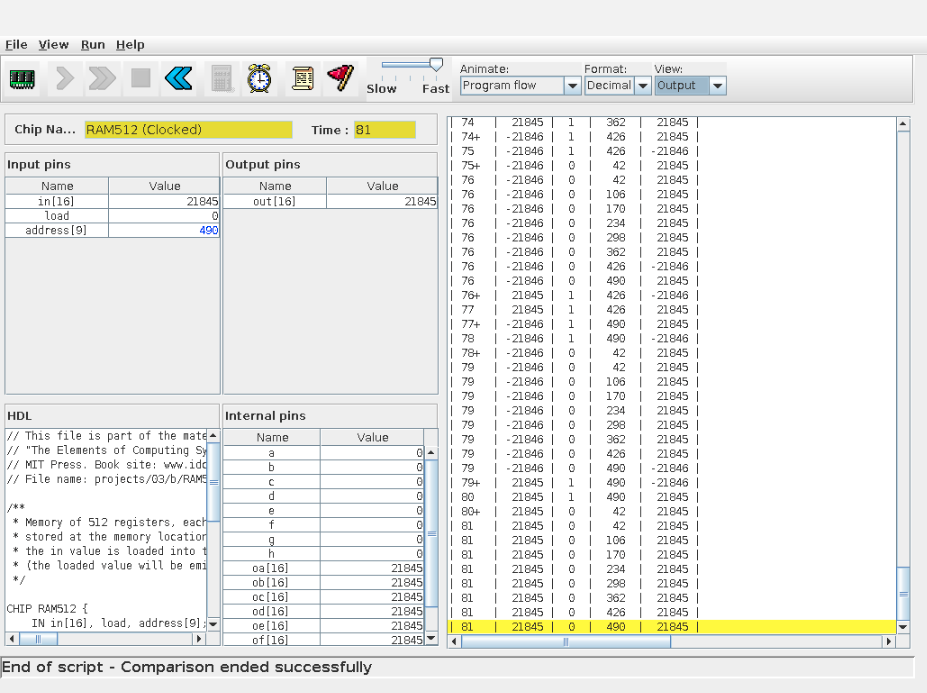 File View Run Help
Slow Fast
Animate: Format: View:
Program flow Decimal Output
Chip Na... RAM512 (Clocked) Time : 81
Input pins
Name Value
in[16] 21845
load 0
address[9] 490
Output pins
Name Value
out[16] 21845
HDL
// This file is part of the mate
// "The Elements of Computing Sy
// MIT Press. Book site: www.idc
// File name: projects/03/b/RAM5
/**
* Memory of 512 registers, each
* stored at the memory location
* the in value is loaded into t
* (the loaded value will be emi
*/
CHIP RAM512 {
IN in[16], load, address[9];
Internal pins
Name Value
a 0
b 0
c 0
d 0
e 0
f 0
g 0
h 0
oa[16] 21845
ob[16] 21845
oc[16] 21845
od[16] 21845
oe[16] 21845
of[16] 21845
| 74 | 21845 | 1 | 362 | 21845 |
| 74+ | -21846 | 1 | 426 | 21845 |
| 75 | -21846 | 1 | 426 | -21846 |
| 75+ | -21846 | 0 | 42 | 21845 |
| 76 | -21846 | 0 | 42 | 21845 |
| 76 | -21846 | 0 | 106 | 21845 |
| 76 | -21846 | 0 | 170 | 21845 |
| 76 | -21846 | 0 | 234 | 21845 |
| 76 | -21846 | 0 | 298 | 21845 |
| 76 | -21846 | 0 | 362 | 21845 |
| 76 | -21846 | 0 | 426 | -21846 |
| 76 | -21846 | 0 | 490 | 21845 |
| 76+ | 21845 | 1 | 426 | -21846 |
| 77 | 21845 | 1 | 426 | 21845 |
| 77+ | -21846 | 1 | 490 | 21845 |
| 78 | -21846 | 1 | 490 | -21846 |
| 78+ | -21846 | 0 | 42 | 21845 |
| 79 | -21846 | 0 | 42 | 21845 |
| 79 | -21846 | 0 | 106 | 21845 |
| 79 | -21846 | 0 | 170 | 21845 |
| 79 | -21846 | 0 | 234 | 21845 |
| 79 | -21846 | 0 | 298 | 21845 |
| 79 | -21846 | 0 | 362 | 21845 |
| 79 | -21846 | 0 | 426 | 21845 |
| 79 | -21846 | 0 | 490 | -21846 |
| 79+ | 21845 | 1 | 490 | -21846 |
| 80 | 21845 | 1 | 490 | 21845 |
| 80+ | 21845 | 0 | 42 | 21845 |
| 81 | 21845 | 0 | 42 | 21845 |
| 81 | 21845 | 0 | 106 | 21845 |
| 81 | 21845 | 0 | 170 | 21845 |
| 81 | 21845 | 0 | 234 | 21845 |
| 81 | 21845 | 0 | 298 | 21845 |
| 81 | 21845 | 0 | 362 | 21845 |
| 81 | 21845 | 0 | 426 | 21845 |
| 81 | 21845 | 0 | 490 | 21845 |
End of script - Comparison ended successfully